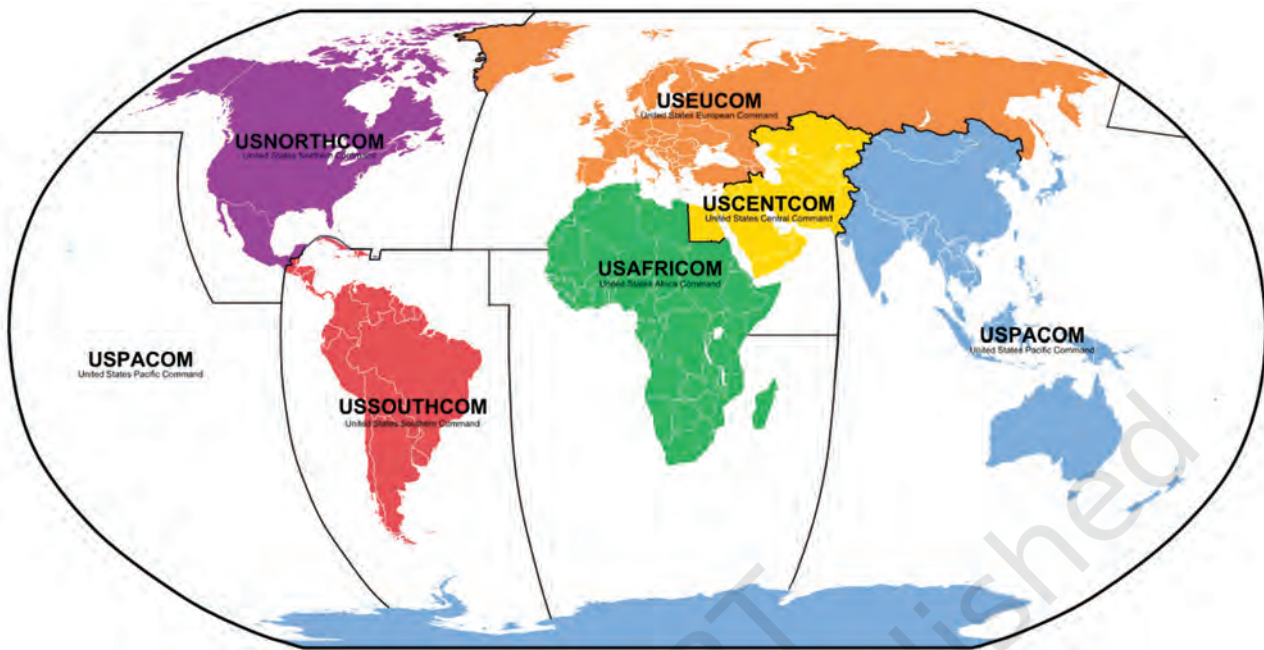 USEUCOM
United States European Command
USNORTHCOM
United States Northern Command
USCENTCOM
United States Central Command
USAFRICOM
United States Africa Command
USPACOM
United States Pacific Command
USPACOM
United States Pacific Command
USSOUTHCOM
United States Southern Command